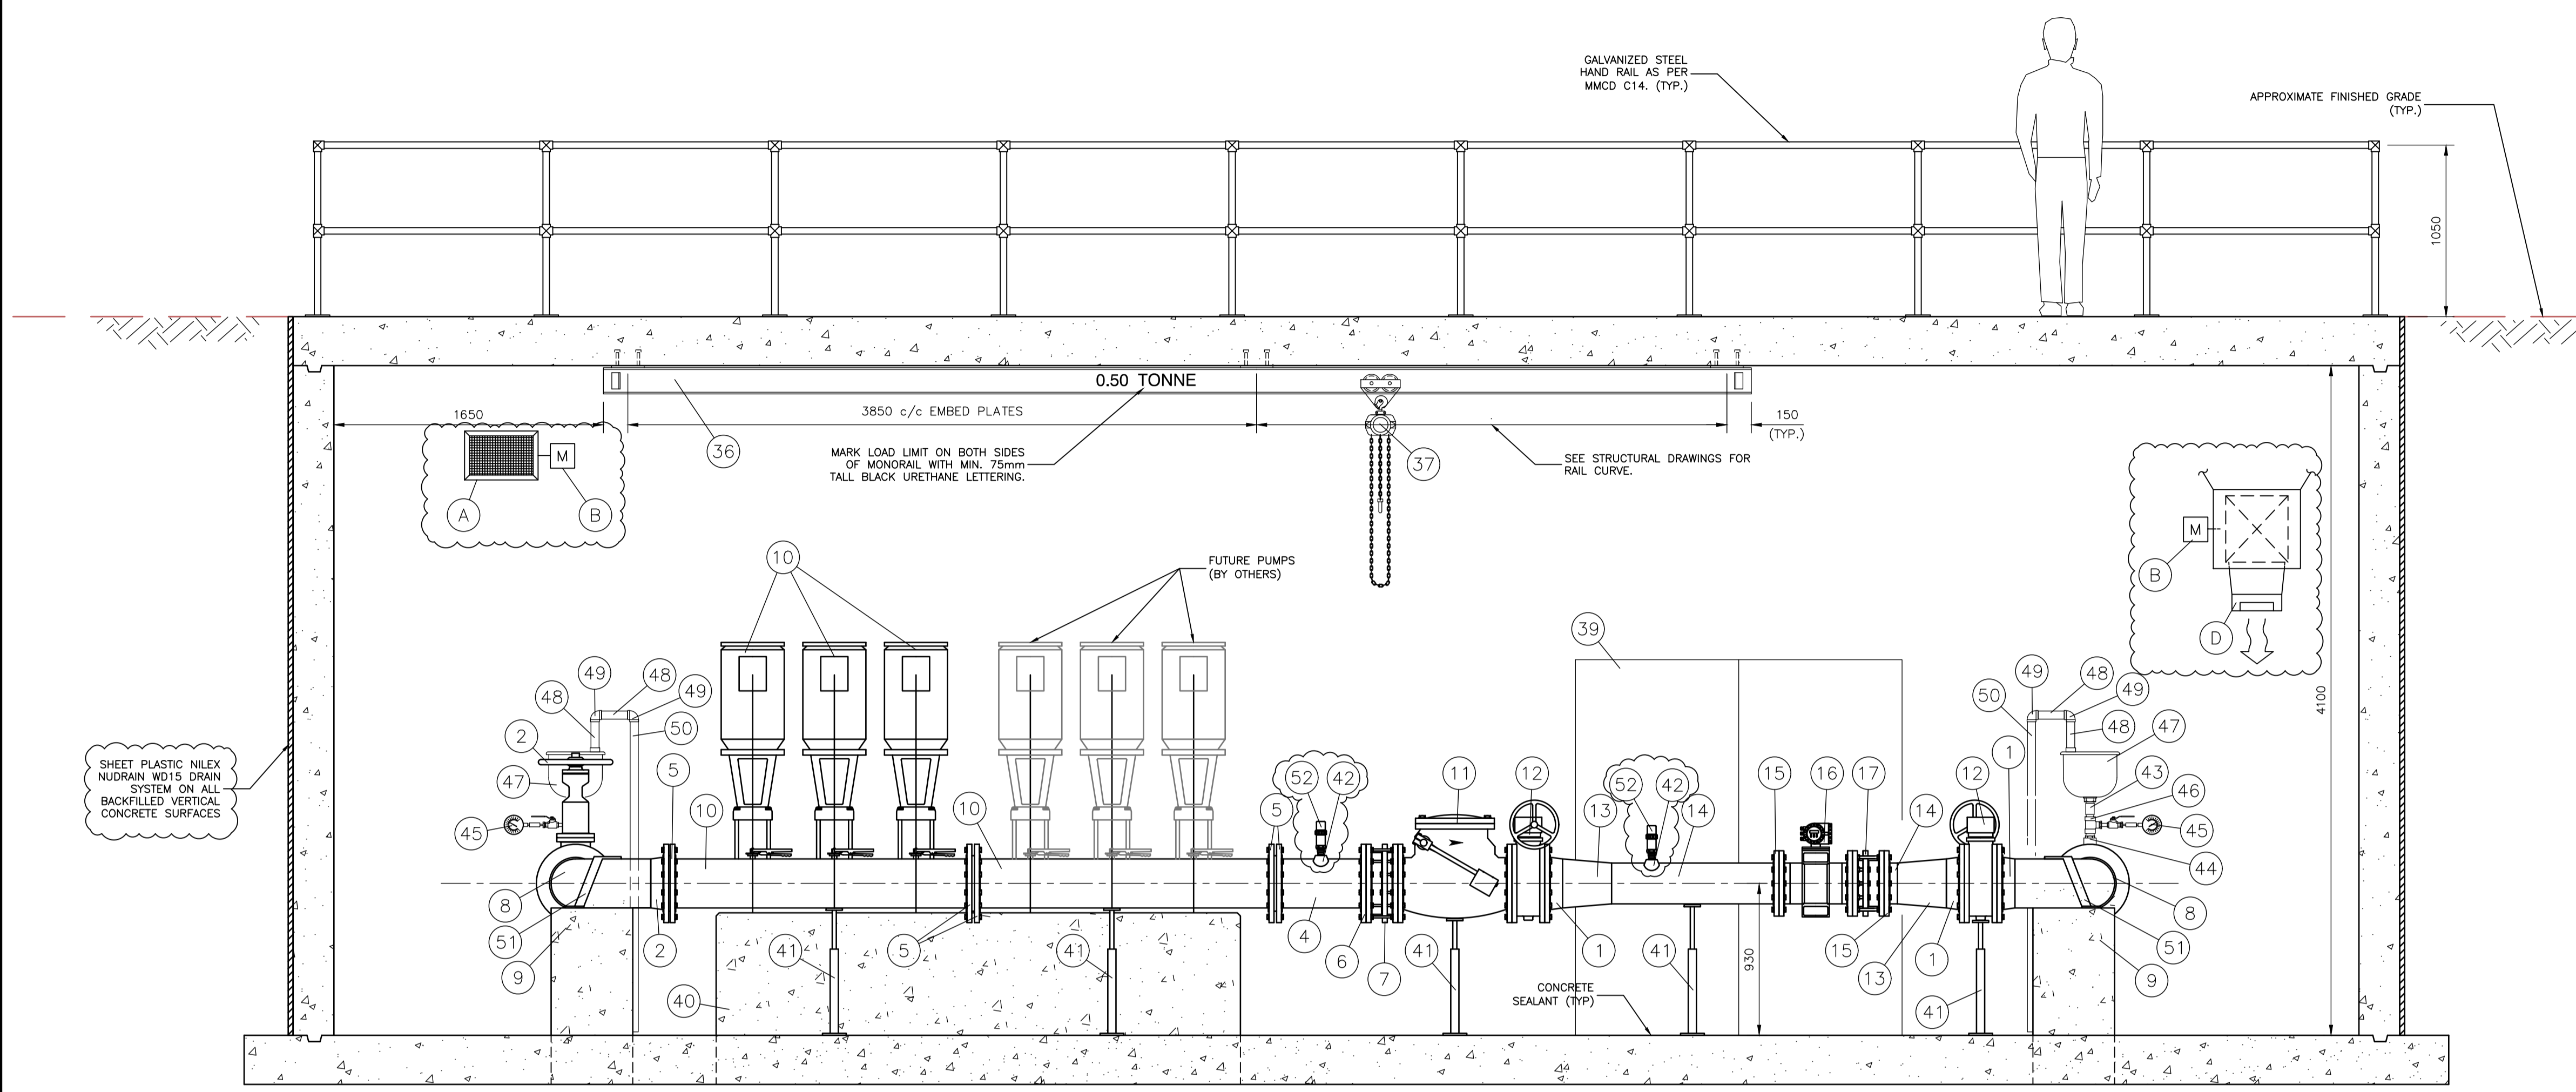 GALVANIZED STEEL
HAND RAIL AS PER
MMCD C14. (TYP.)
APPROXIMATE FINISHED GRADE
(TYP.)
1050
0.50 TONNE
1650
3850 c/c EMBED PLATES
150
(TYP.)
36
37
MARK LOAD LIMIT ON BOTH SIDES
OF MONORAIL WITH MIN. 75mm
TALL BLACK URETHANE LETTERING.
SEE STRUCTURAL DRAWINGS FOR
RAIL CURVE.
M
A
B
M
B
D
10
FUTURE PUMPS
(BY OTHERS)
39
4100
49
48
48
49
50
2
47
45
5
10
10
5
52
42
11
12
52
42
13
14
15
16
17
14
12
1
50
49
48
49
48
47
43
46
45
44
SHEET PLASTIC NILEX
NUDRAIN WD15 DRAIN
SYSTEM ON ALL
BACKFILLED VERTICAL
CONCRETE SURFACES
8
51
9
2
40
41
5
41
4
6
7
41
1
41
930
15
13
1
41
8
51
9
CONCRETE
SEALANT (TYP)